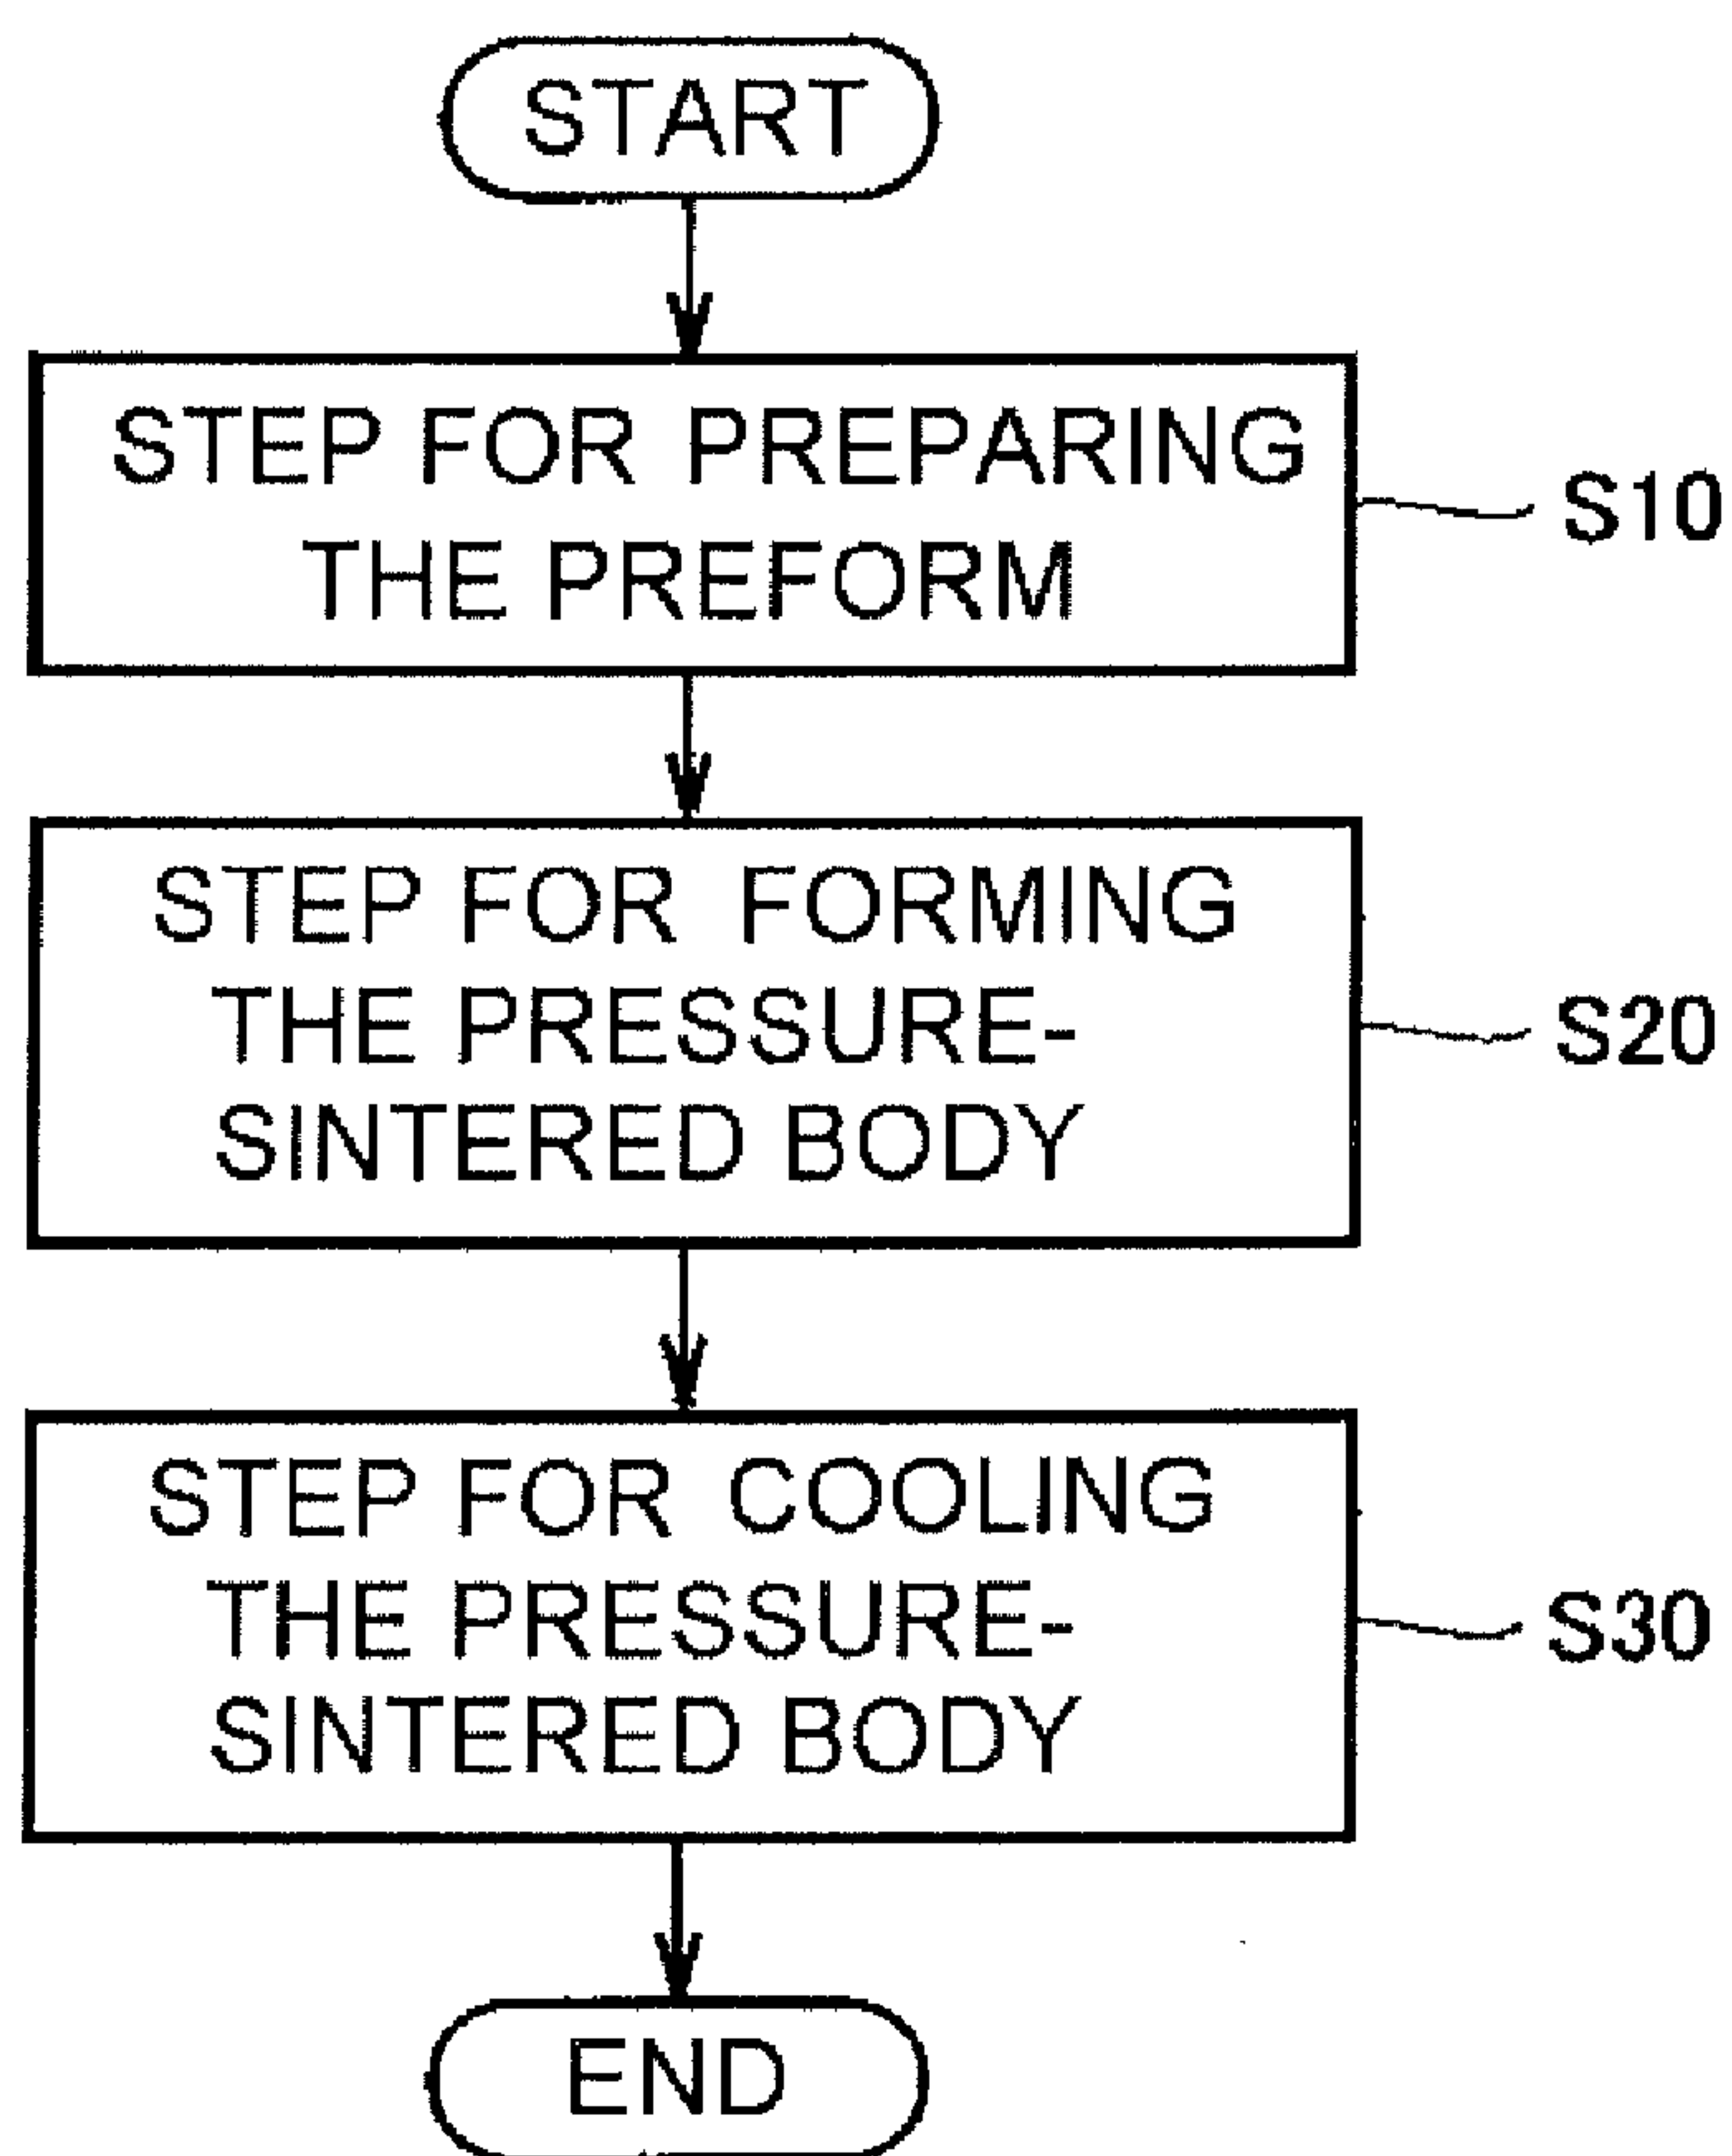 START
STEP FOR PREPARING
THE PREFORM
S10
STEP FOR FORMING
THE PRESSURE-
SINTERED BODY
S20
STEP FOR COOLING
THE PRESSURE-
SINTERED BODY
S30
END